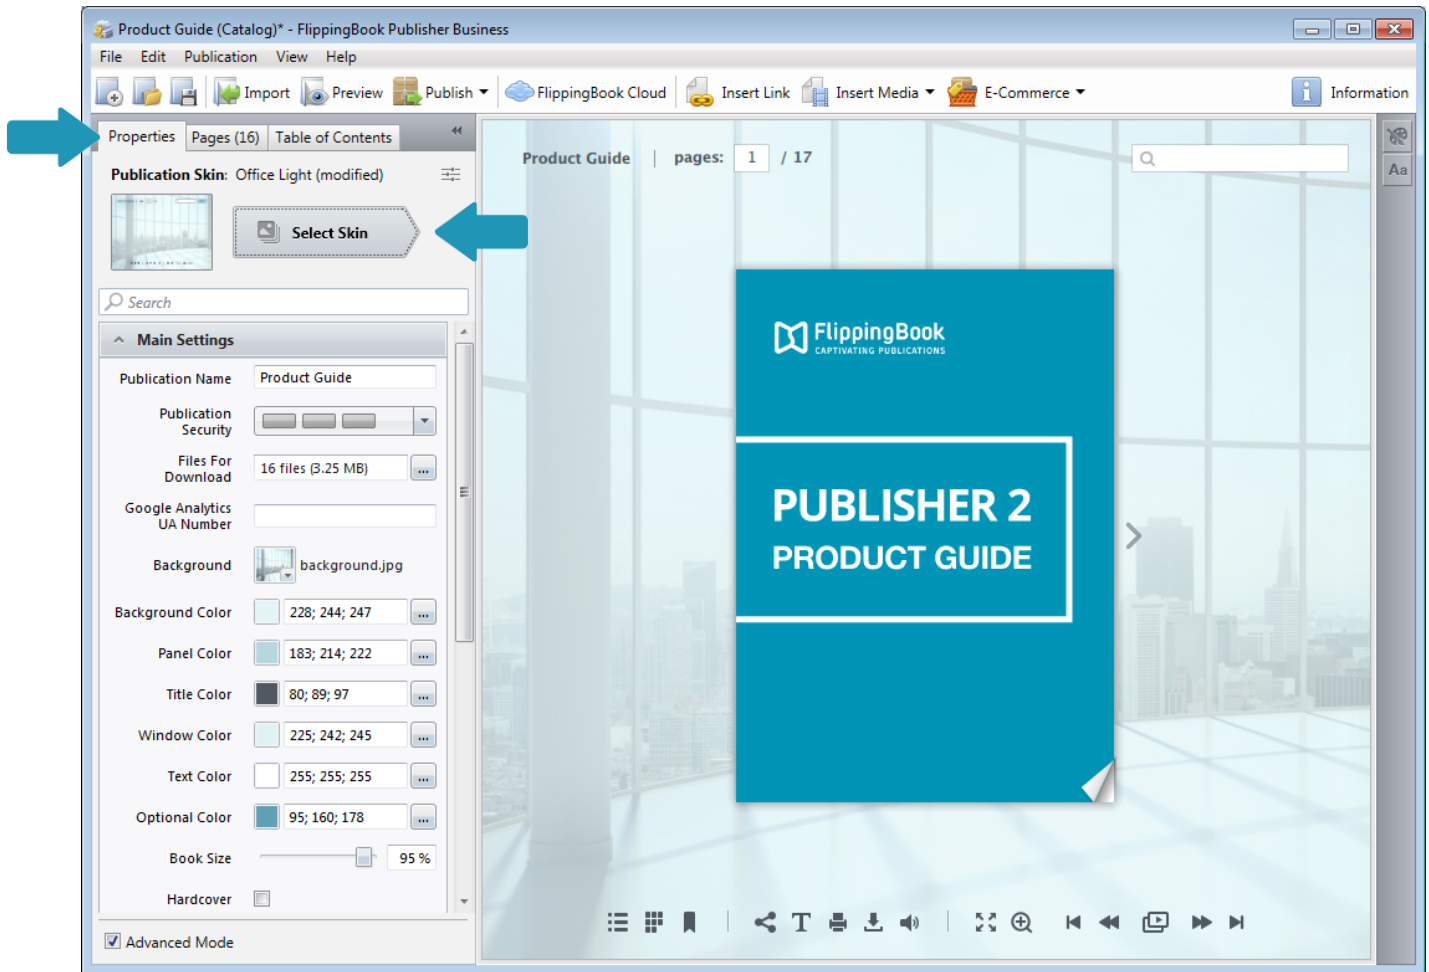 Product Guide (Catalog)* - FlippingBook Publisher Business
File Edit Publication View Help
Import Preview Publish FlippingBook Cloud Insert Link Insert Media E-Commerce Information
Properties Pages (16) Table of Contents
Publication Skin: Office Light (modified)
Select Skin
Search
Main Settings
Publication Name Product Guide
Publication
Security
Files For
Download 16 files (3.25 MB) ...
Google Analytics
UA Number
Background background.jpg
Background Color 228; 244; 247 ...
Panel Color 183; 214; 222 ...
Title Color 80; 89; 97 ...
Window Color 225; 242; 245 ...
Text Color 255; 255; 255 ...
Optional Color 95; 160; 178 ...
Book Size 95 %
Hardcover
Advanced Mode
Product Guide | pages: 1 / 17
Aa
FlippingBook
CAPTIVATING PUBLICATIONS
PUBLISHER 2
PRODUCT GUIDE
T